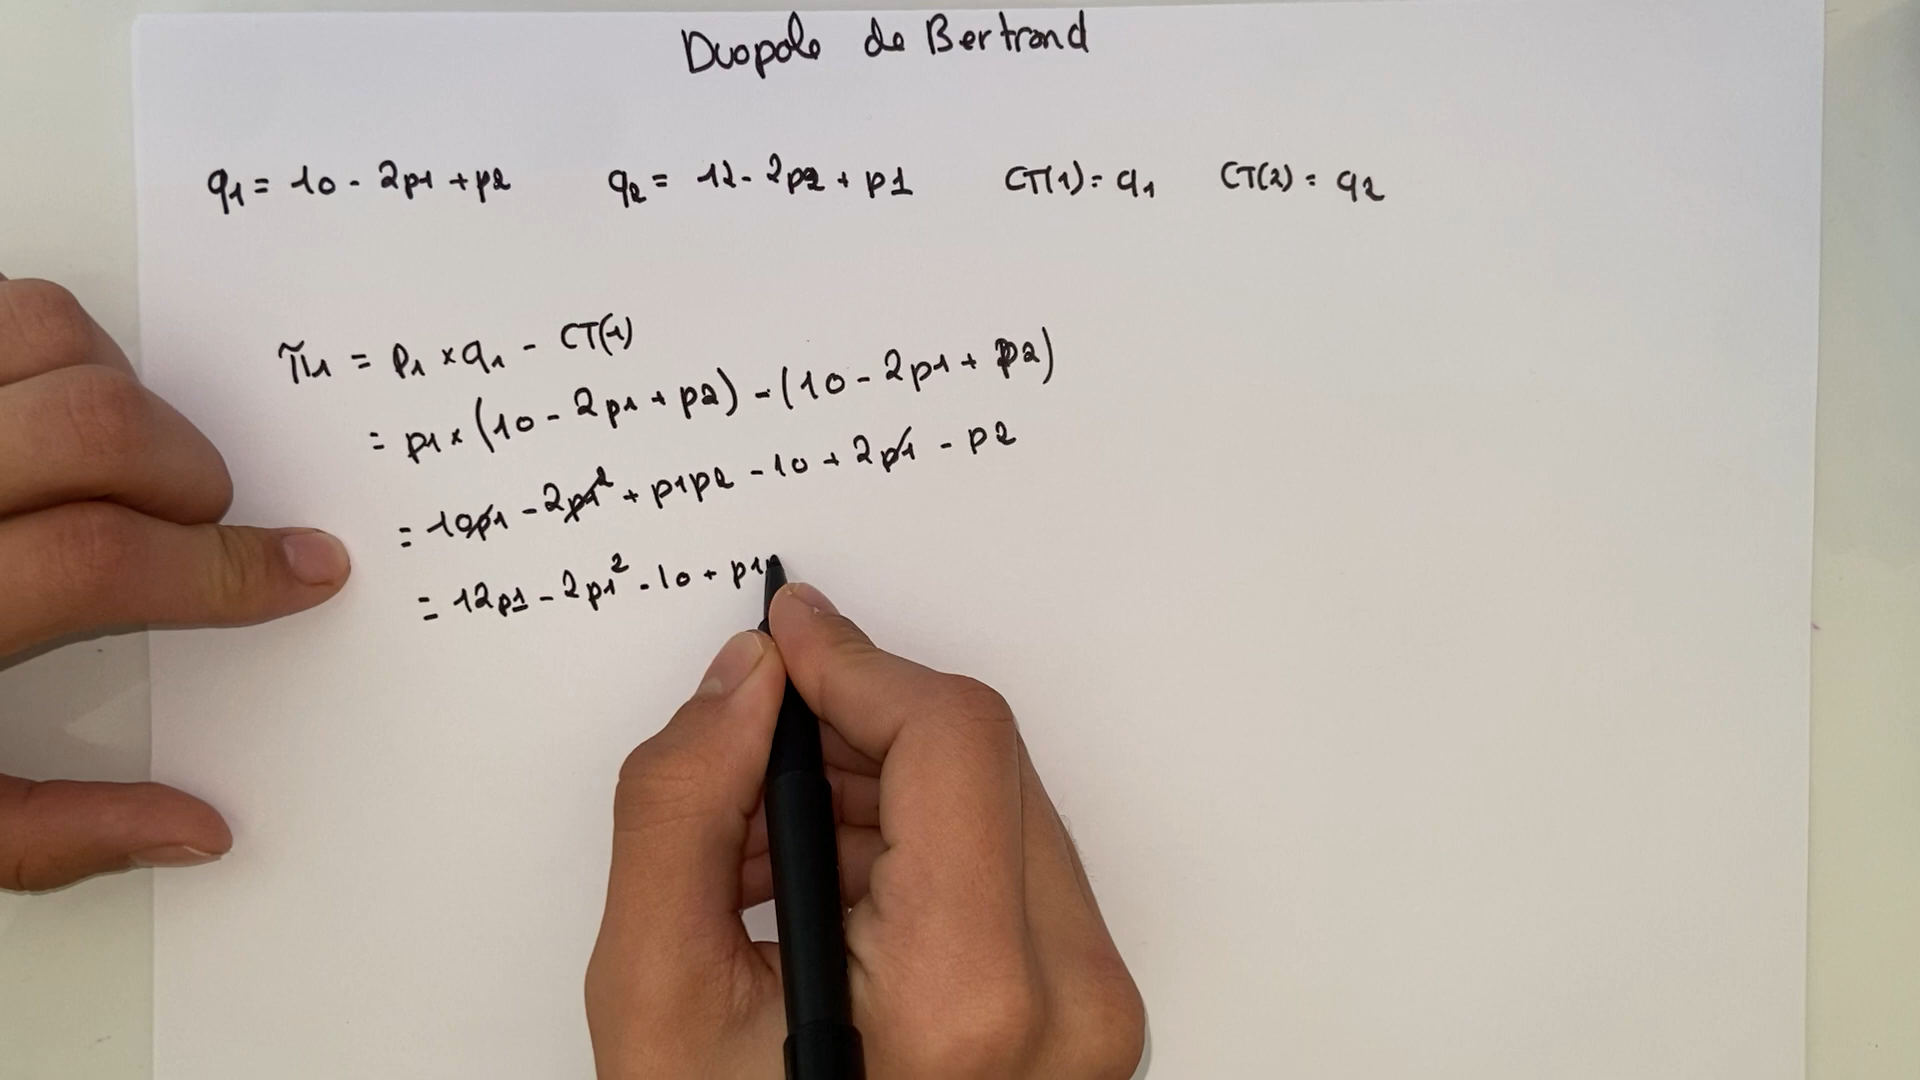 Duopole de Bertrand
q1 = 10 - 2p1 + p2 q2 = 12 - 2p2 + p1 CT(1) = q1 CT(2) = q2
π1 = p1 × q1 - CT(1)
= p1 × (10 - 2p1 + p2) - (10 - 2p1 + p2)
= 10p1 - 2p1² + p1p2 - 10 + 2p1 - p2
= 12p1 - 2p1² - 10 + p1